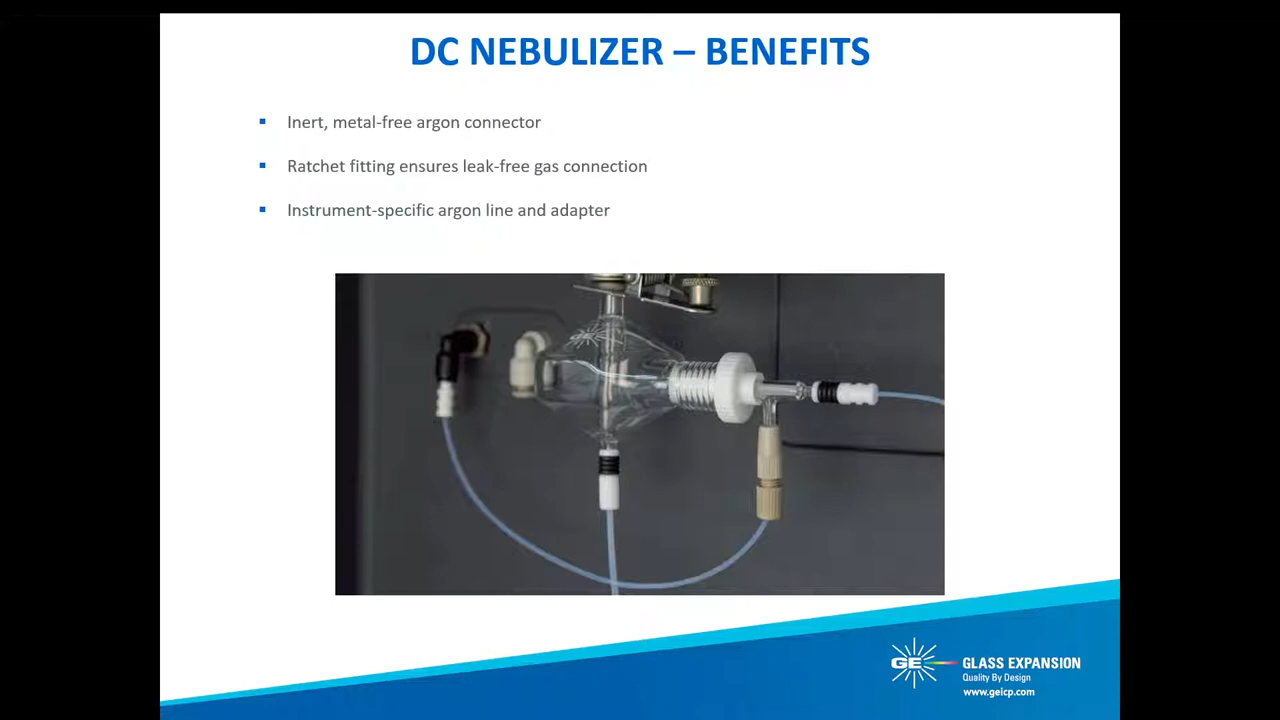 DC NEBULIZER – BENEFITS
Inert, metal-free argon connector
Ratchet fitting ensures leak-free gas connection
Instrument-specific argon line and adapter
GE
GE
GLASS EXPANSION
Quality By Design
www.geicp.com